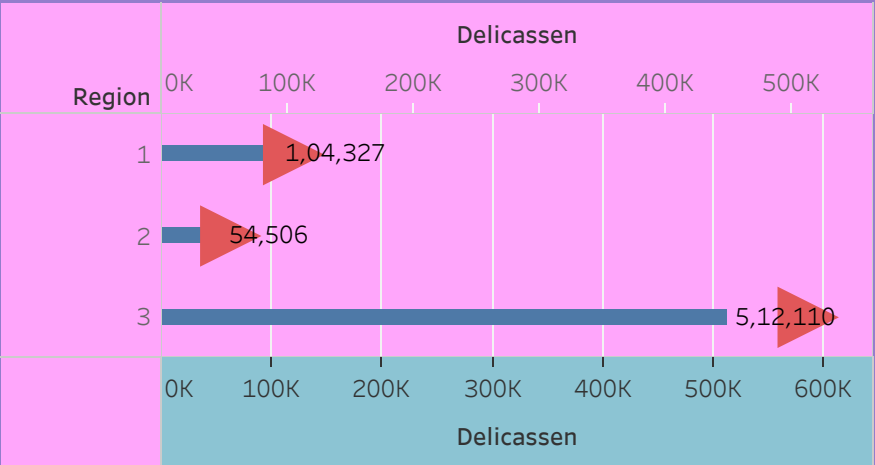 Delicassen
Region 0K 100K 200K 300K 400K 500K
1 1,04,327
2 54,506
3 5,12,110
0K 100K 200K 300K 400K 500K 600K
Delicassen